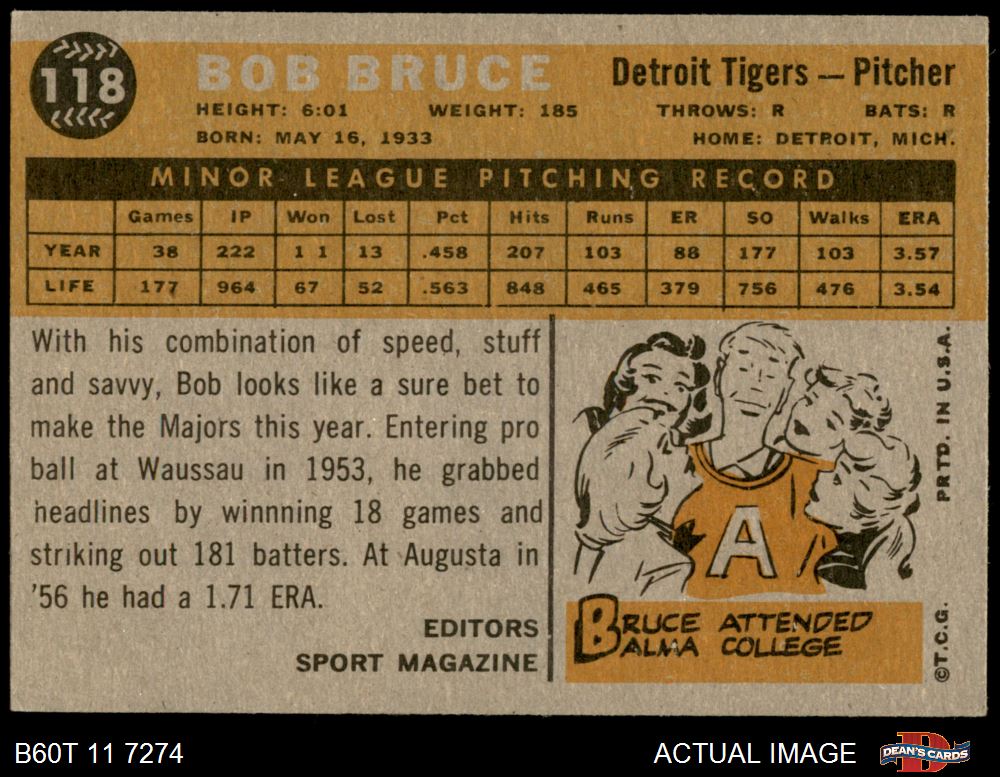 118
BOB BRUCE
Detroit Tigers — Pitcher
HEIGHT: 6:01 WEIGHT: 185 THROWS: R BATS: R
BORN: MAY 16, 1933 HOME: DETROIT, MICH.
MINOR LEAGUE PITCHING RECORD
Games IP Won Lost Pct Hits Runs ER SO Walks ERA
YEAR 38 222 1 1 13 .458 207 103 88 177 103 3.57
LIFE 177 964 67 52 .563 848 465 379 756 476 3.54
With his combination of speed, stuff
and savvy, Bob looks like a sure bet to
make the Majors this year. Entering pro
ball at Waussau in 1953, he grabbed
headlines by winnning 18 games and
striking out 181 batters. At Augusta in
'56 he had a 1.71 ERA.
EDITORS
SPORT MAGAZINE
A
BRUCE ATTENDED
ALMA COLLEGE
PRTD. IN U.S.A.
©T.C.G.
B60T 11 7274
ACTUAL IMAGE
DEAN'S CARDS